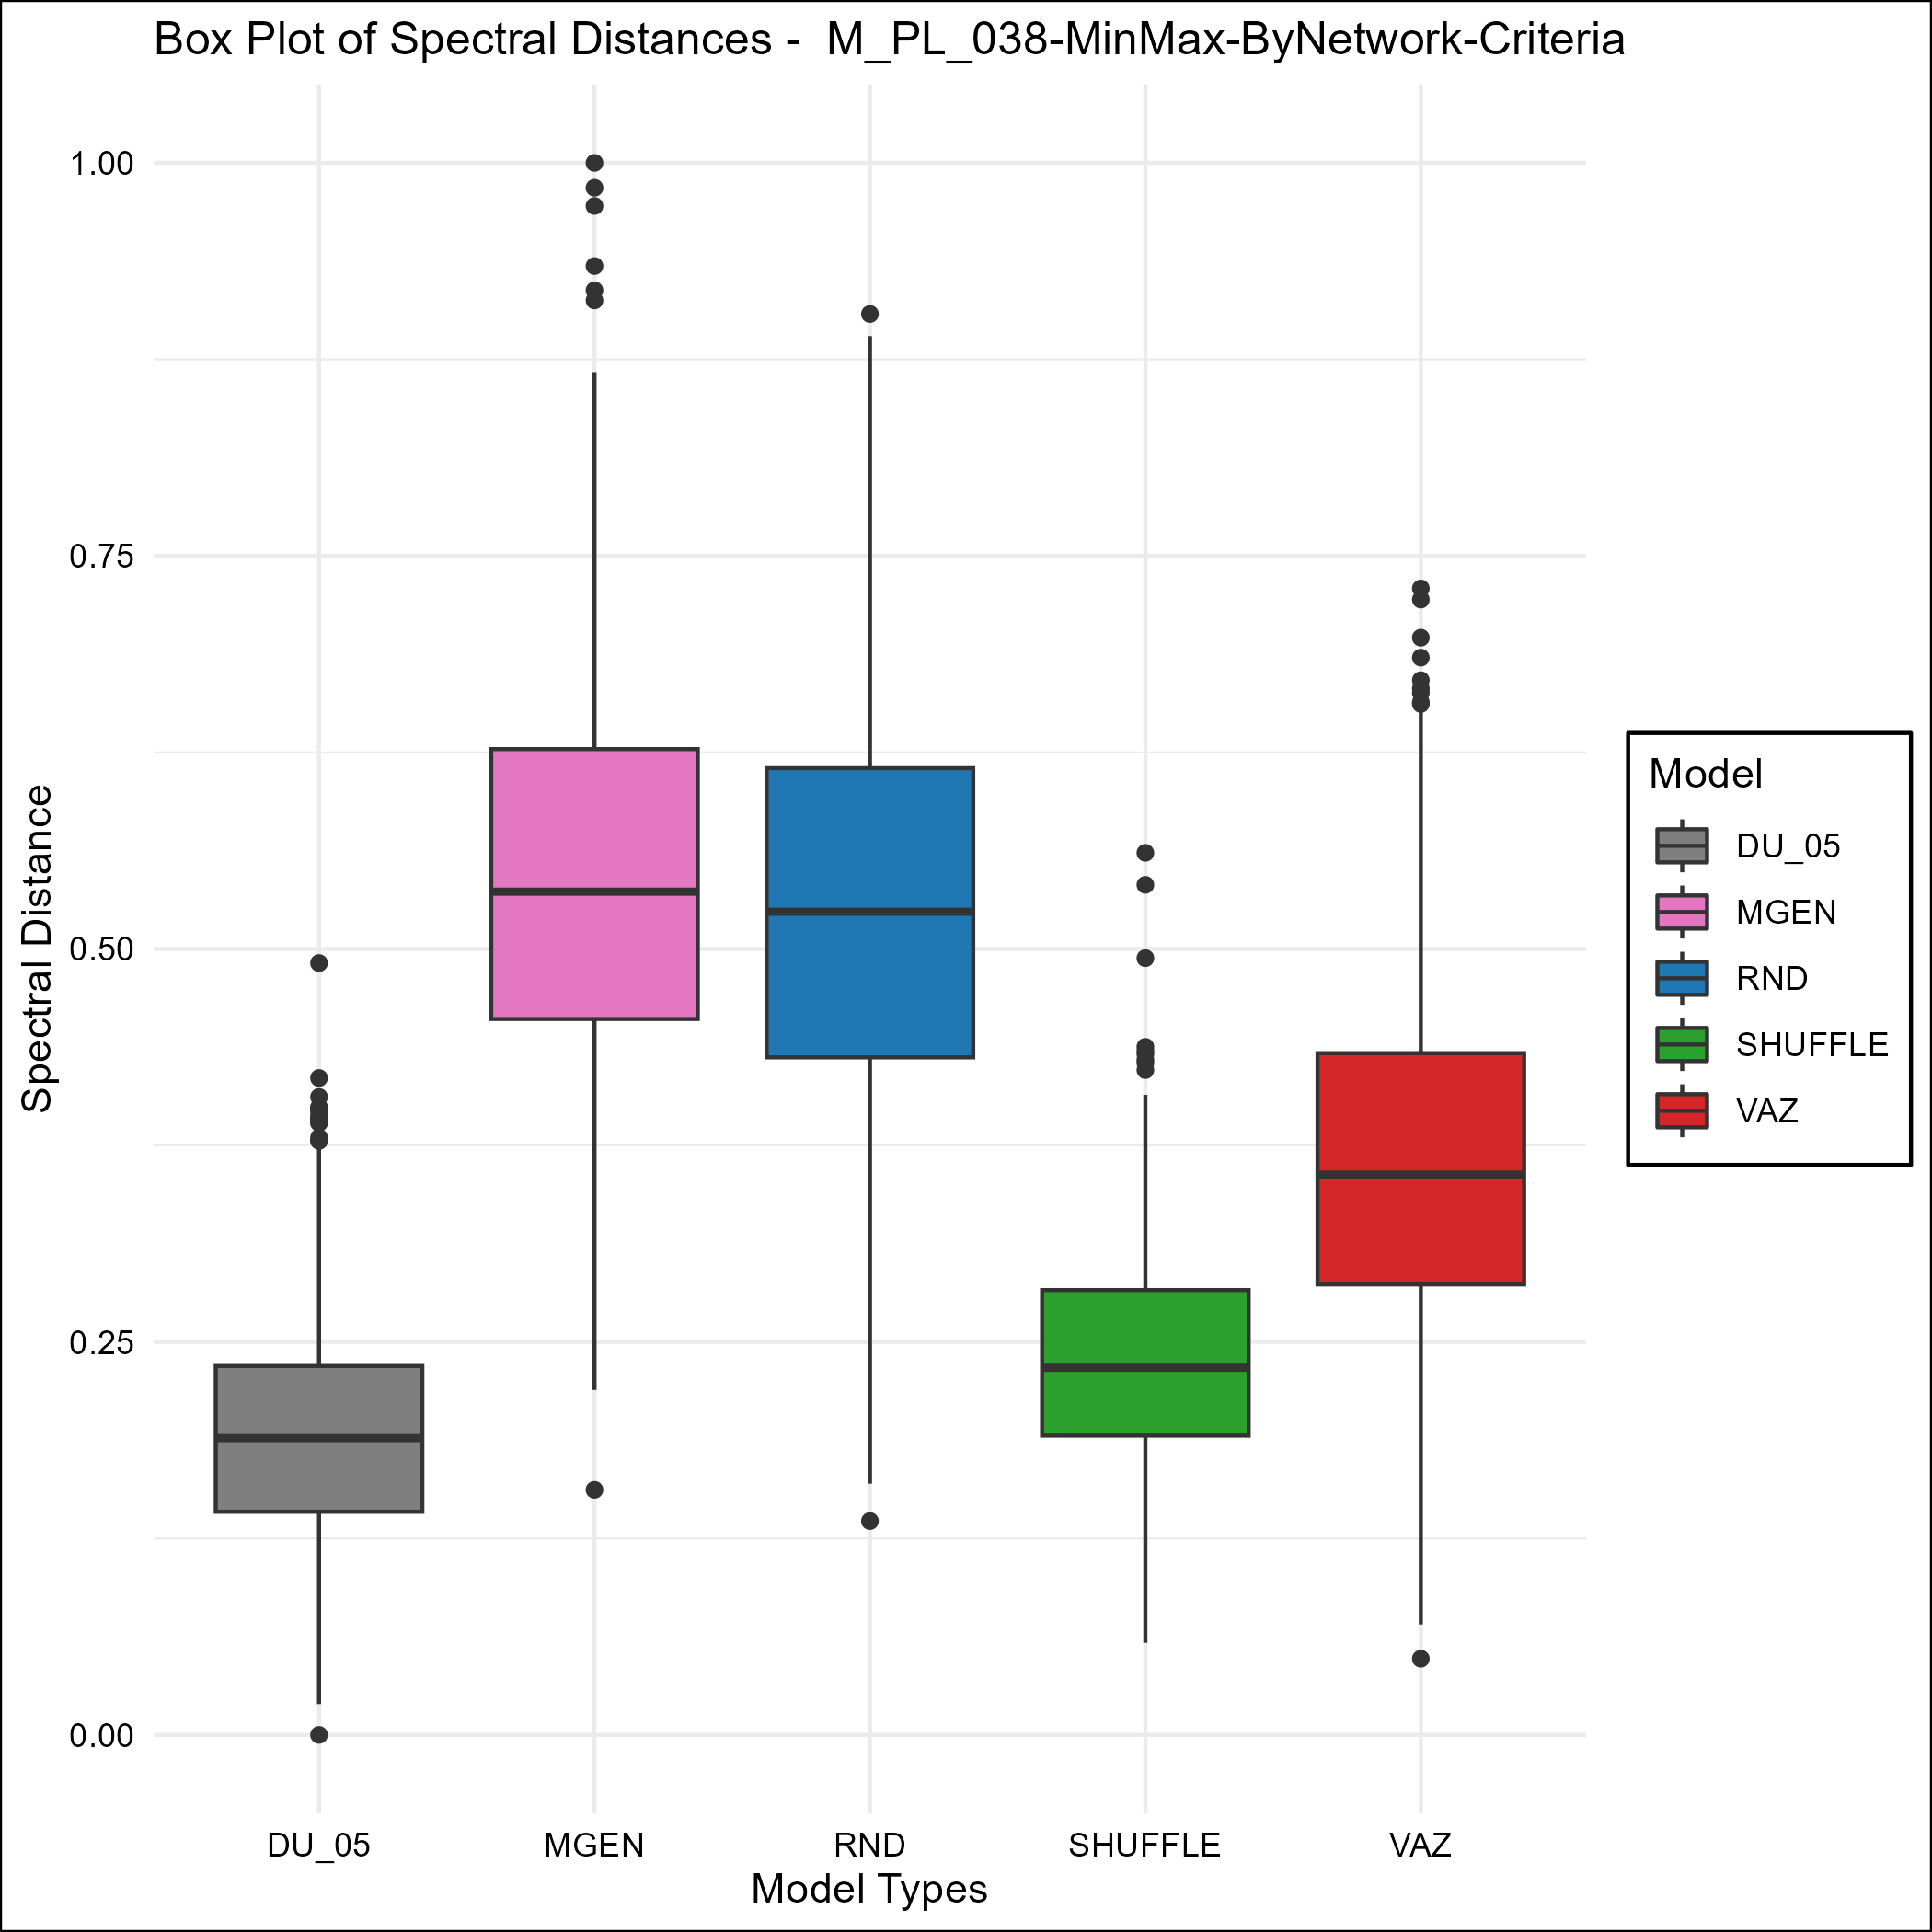 Box Plot of Spectral Distances -  M_PL_038-MinMax-ByNetwork-Criteria
Spectral Distance
1.00
0.75
0.50
0.25
0.00
DU_05
MGEN
RND
SHUFFLE
VAZ
Model Types
Model
DU_05
MGEN
RND
SHUFFLE
VAZ